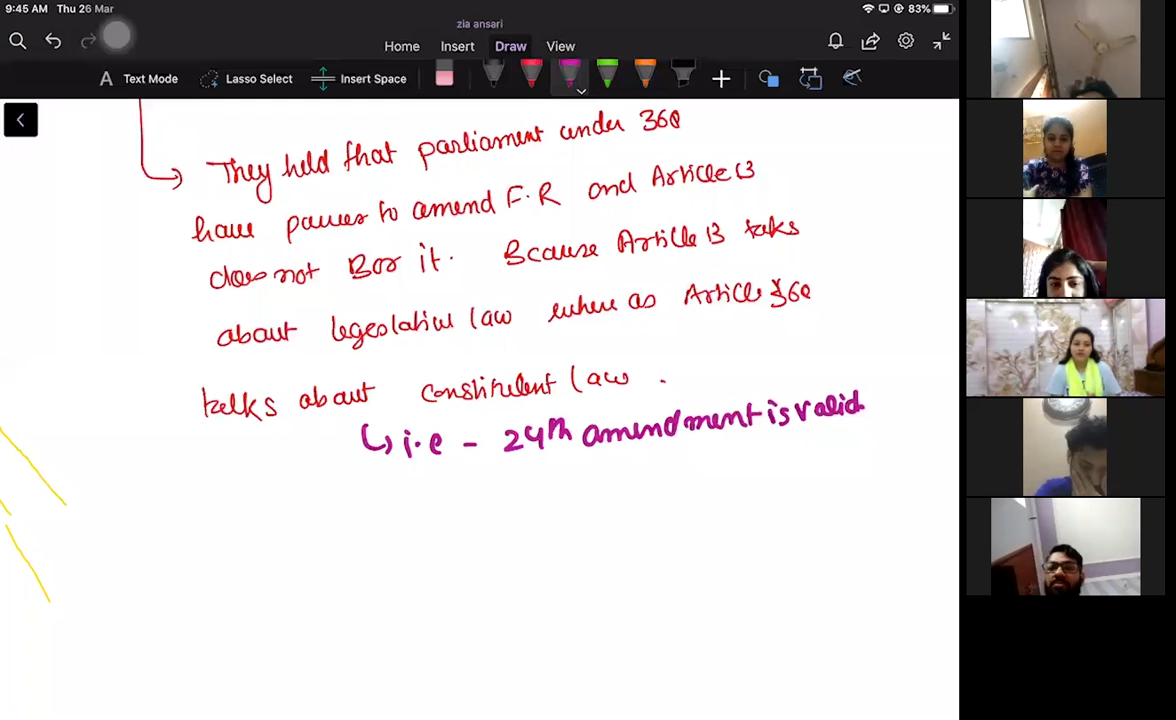 9:45 AM Thu 26 Mar
83%
zia ansari
Home Insert Draw View
A Text Mode Lasso Select Insert Space
They held that parliament under 368
have power to amend F.R and Article 13
does not Bar it. Bcause Article 13 talks
about legeslative law where as Article 368
talks about constituent law .
i.e - 24th amendment is valid.